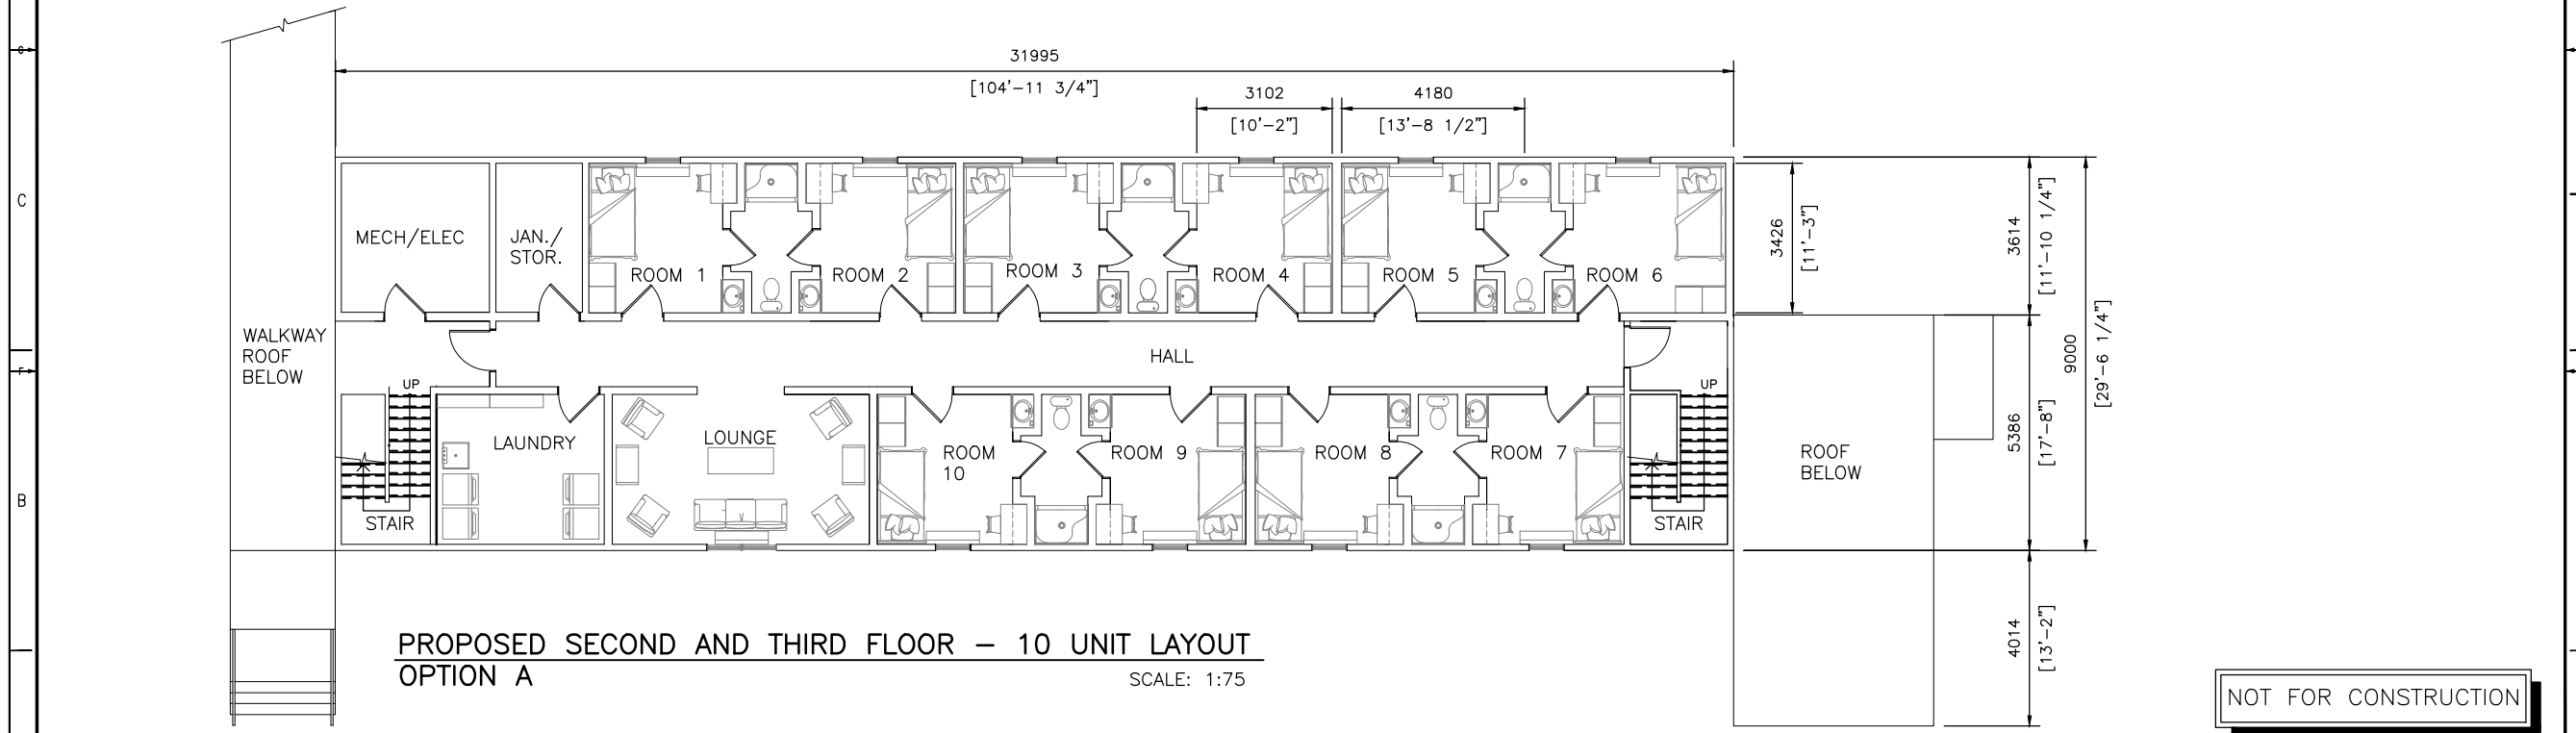 31995
[104'-11 3/4"]
3102
[10'-2"]
4180
[13'-8 1/2"]
C
MECH/ELEC
JAN./
STOR.
ROOM 1
ROOM 2
ROOM 3
ROOM 4
ROOM 5
ROOM 6
3426
[11'-3"]
3614
[11'-10 1/4"]
WALKWAY
ROOF
BELOW
HALL
9000
[29'-6 1/4"]
UP
UP
LAUNDRY
LOUNGE
ROOM
10
ROOM 9
ROOM 8
ROOM 7
5386
[17'-8"]
ROOF
BELOW
B
STAIR
STAIR
4014
[13'-2"]
PROPOSED SECOND AND THIRD FLOOR - 10 UNIT LAYOUT
OPTION A
SCALE: 1:75
NOT FOR CONSTRUCTION